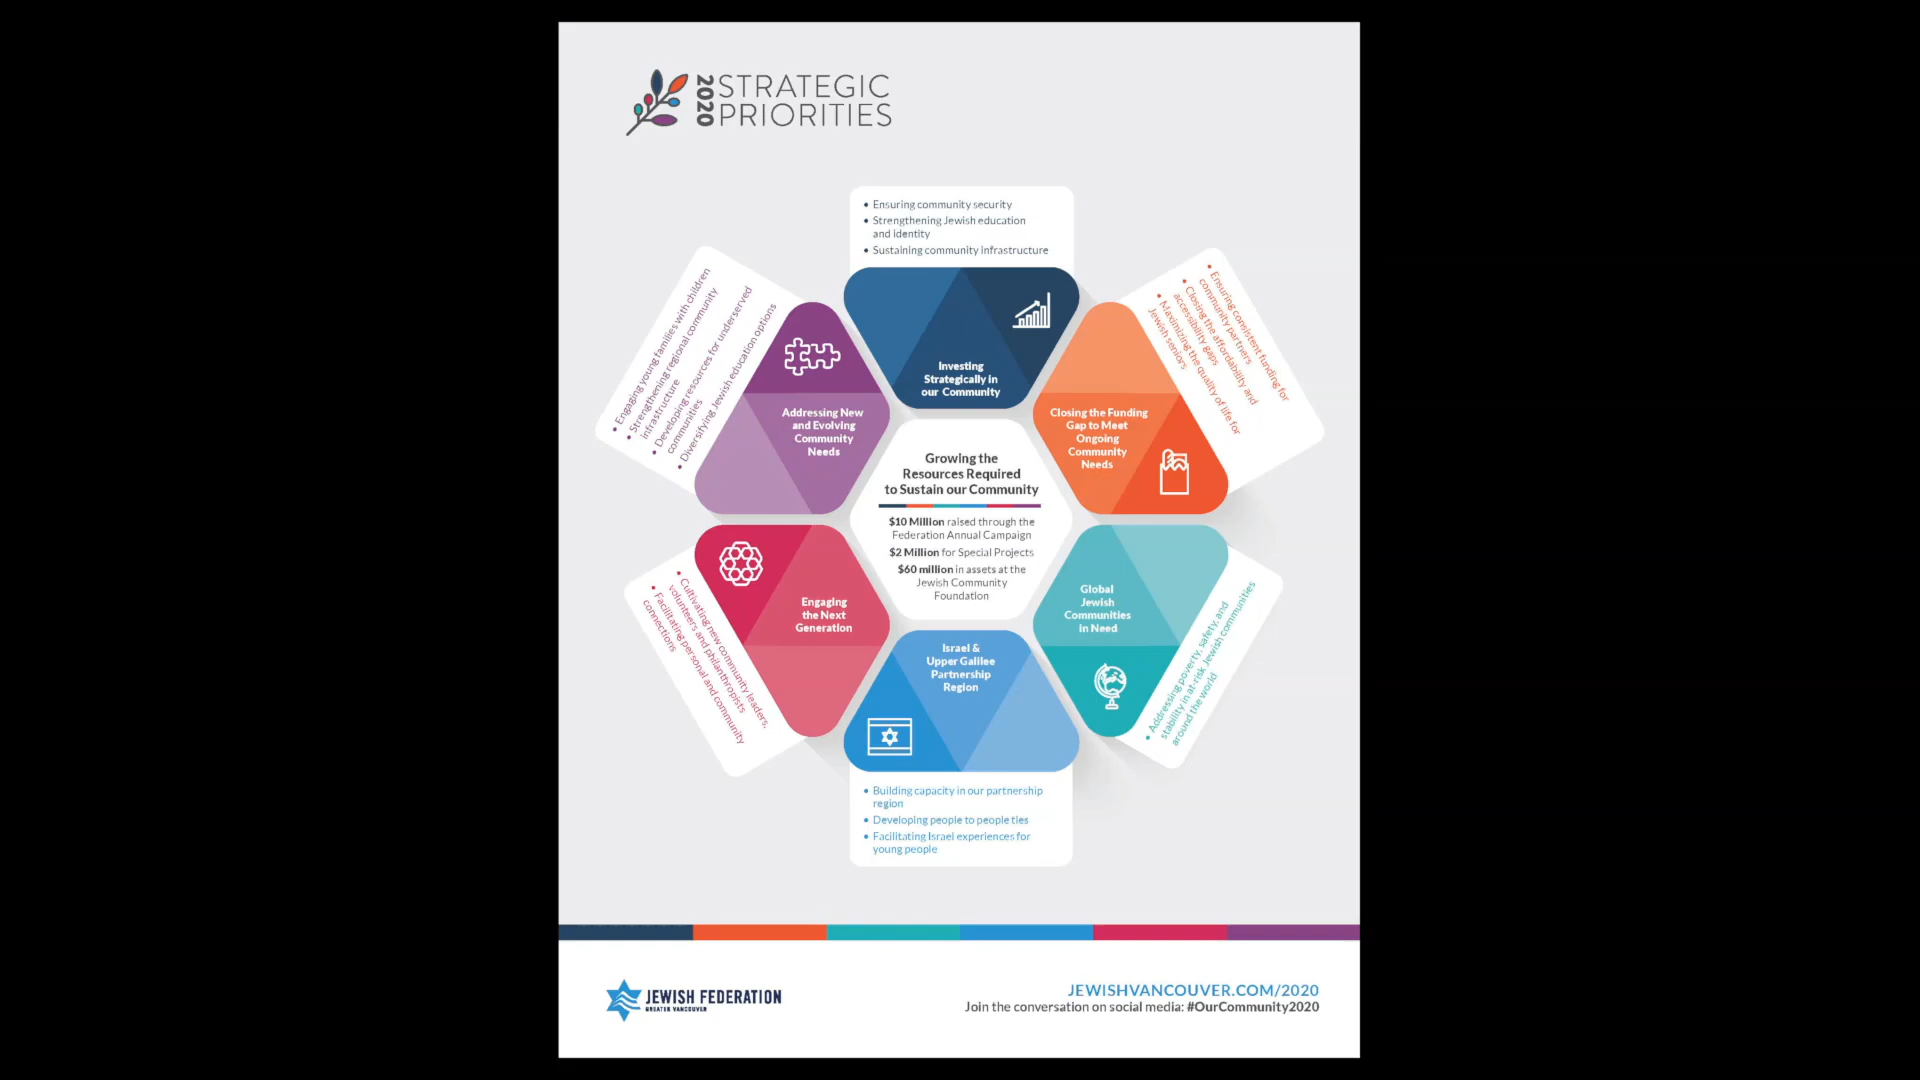 2020
STRATEGIC
PRIORITIES
• Ensuring community security
• Strengthening Jewish education
and identity
• Sustaining community infrastructure
Investing
Strategically in
our Community
• Ensuring consistent funding for
community partners
• Closing the affordability and
accessibility gaps
• Maximizing the quality of life for
Jewish seniors
Closing the Funding
Gap to Meet
Ongoing
Community
Needs
Global
Jewish
Communities
in Need
• Addressing poverty, safety, and
stability in at-risk Jewish communities
around the world
Israel &
Upper Galilee
Partnership
Region
• Building capacity in our partnership
region
• Developing people to people ties
• Facilitating Israel experiences for
young people
Engaging
the Next
Generation
• Cultivating new community leaders,
volunteers and philanthropists
• Facilitating personal and community
connections
Addressing New
and Evolving
Community
Needs
• Engaging young families with children
• Strengthening regional community
infrastructure
• Developing resources for underserved
communities
• Diversifying Jewish education options
Growing the
Resources Required
to Sustain our Community
$10 Million raised through the
Federation Annual Campaign
$2 Million for Special Projects
$60 million in assets at the
Jewish Community
Foundation
JEWISH FEDERATION
GREATER VANCOUVER
JEWISHVANCOUVER.COM/2020
Join the conversation on social media: #OurCommunity2020